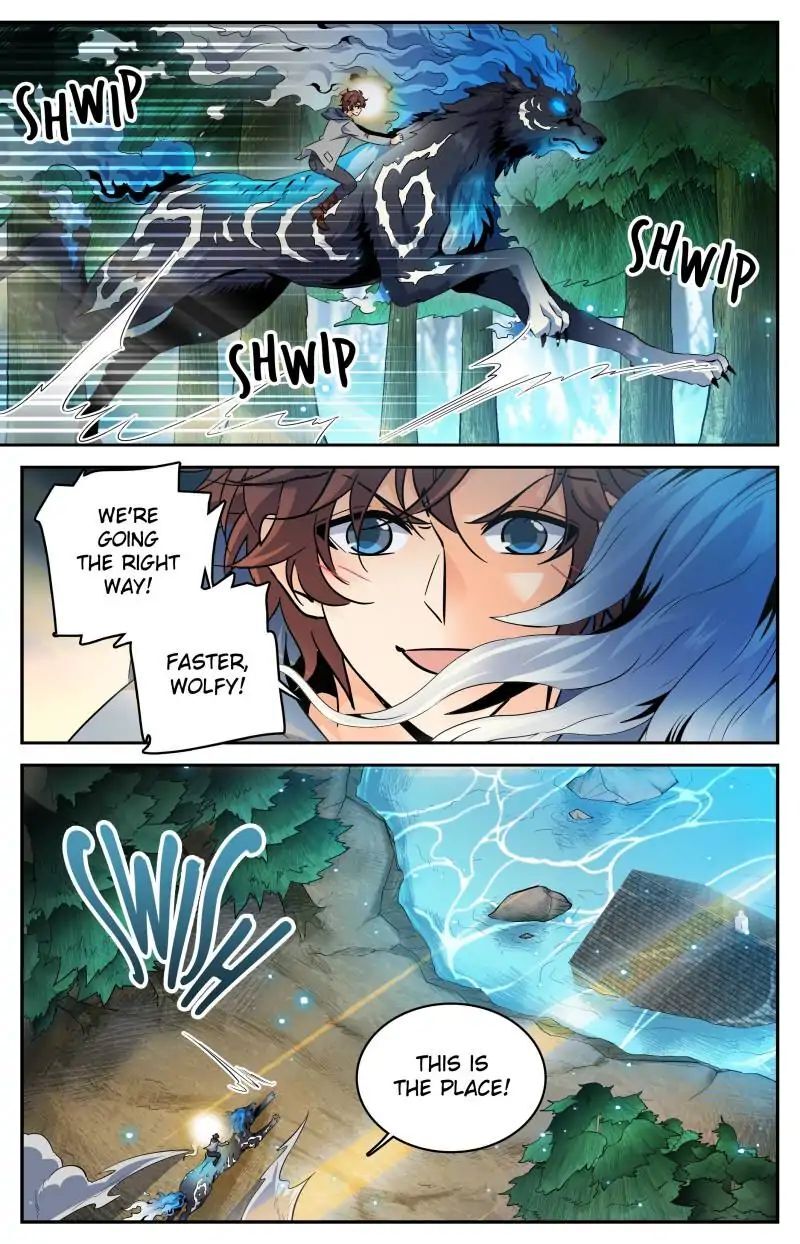 SHWIP
SHWIP
SHWIP
WE'RE
GOING
THE RIGHT
WAY!
FASTER,
WOLFY!
SWISH
THIS IS
THE PLACE!